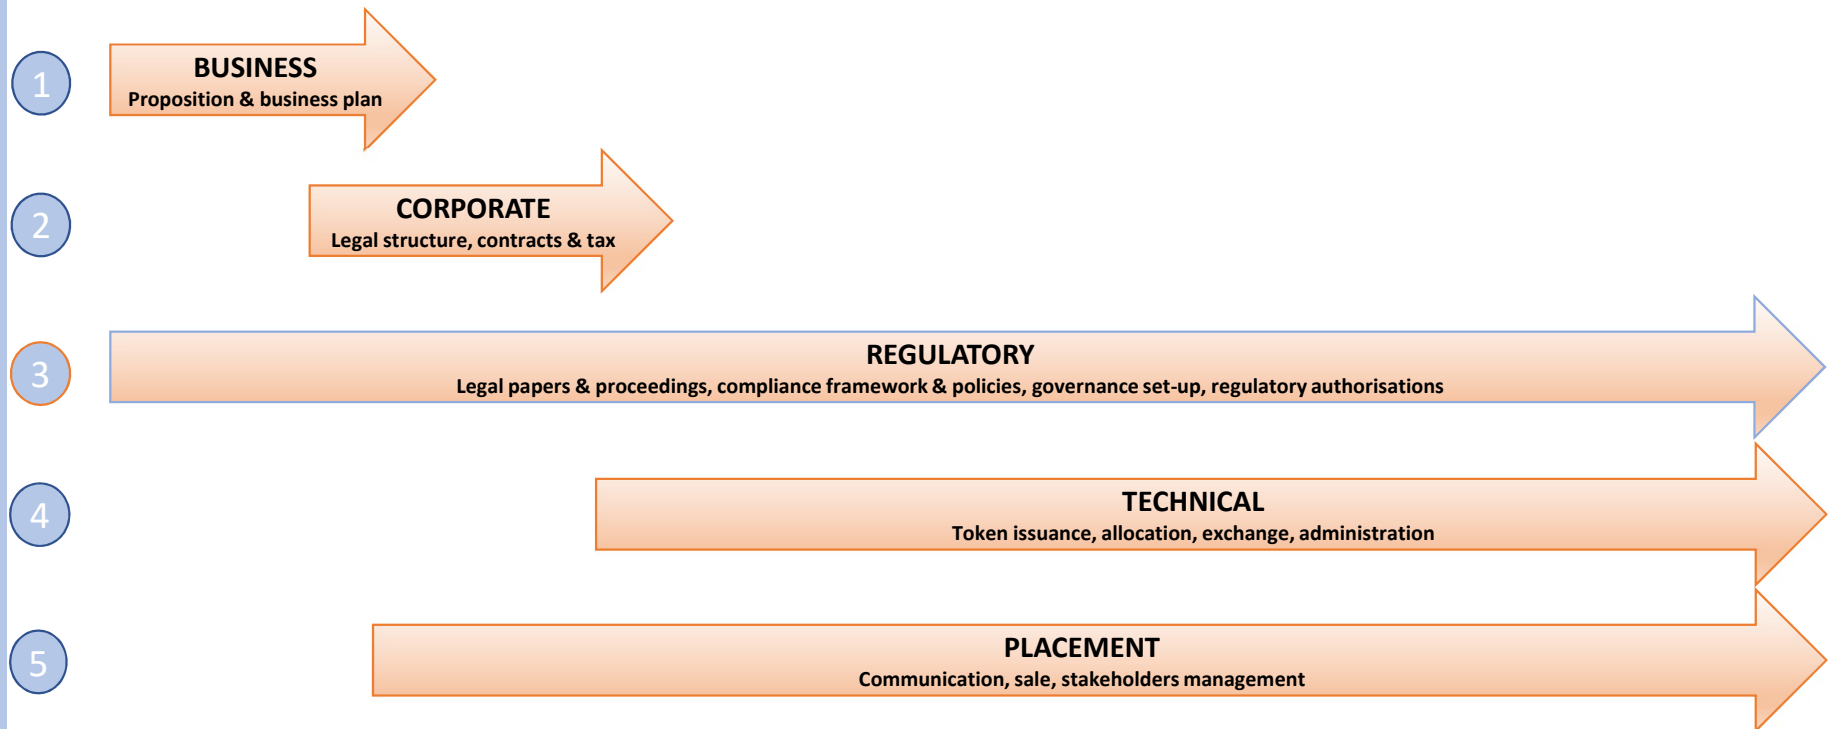 1
BUSINESS
Proposition & business plan
2
CORPORATE
Legal structure, contracts & tax
3
REGULATORY
Legal papers & proceedings, compliance framework & policies, governance set-up, regulatory authorisations
4
TECHNICAL
Token issuance, allocation, exchange, administration
5
PLACEMENT
Communication, sale, stakeholders management